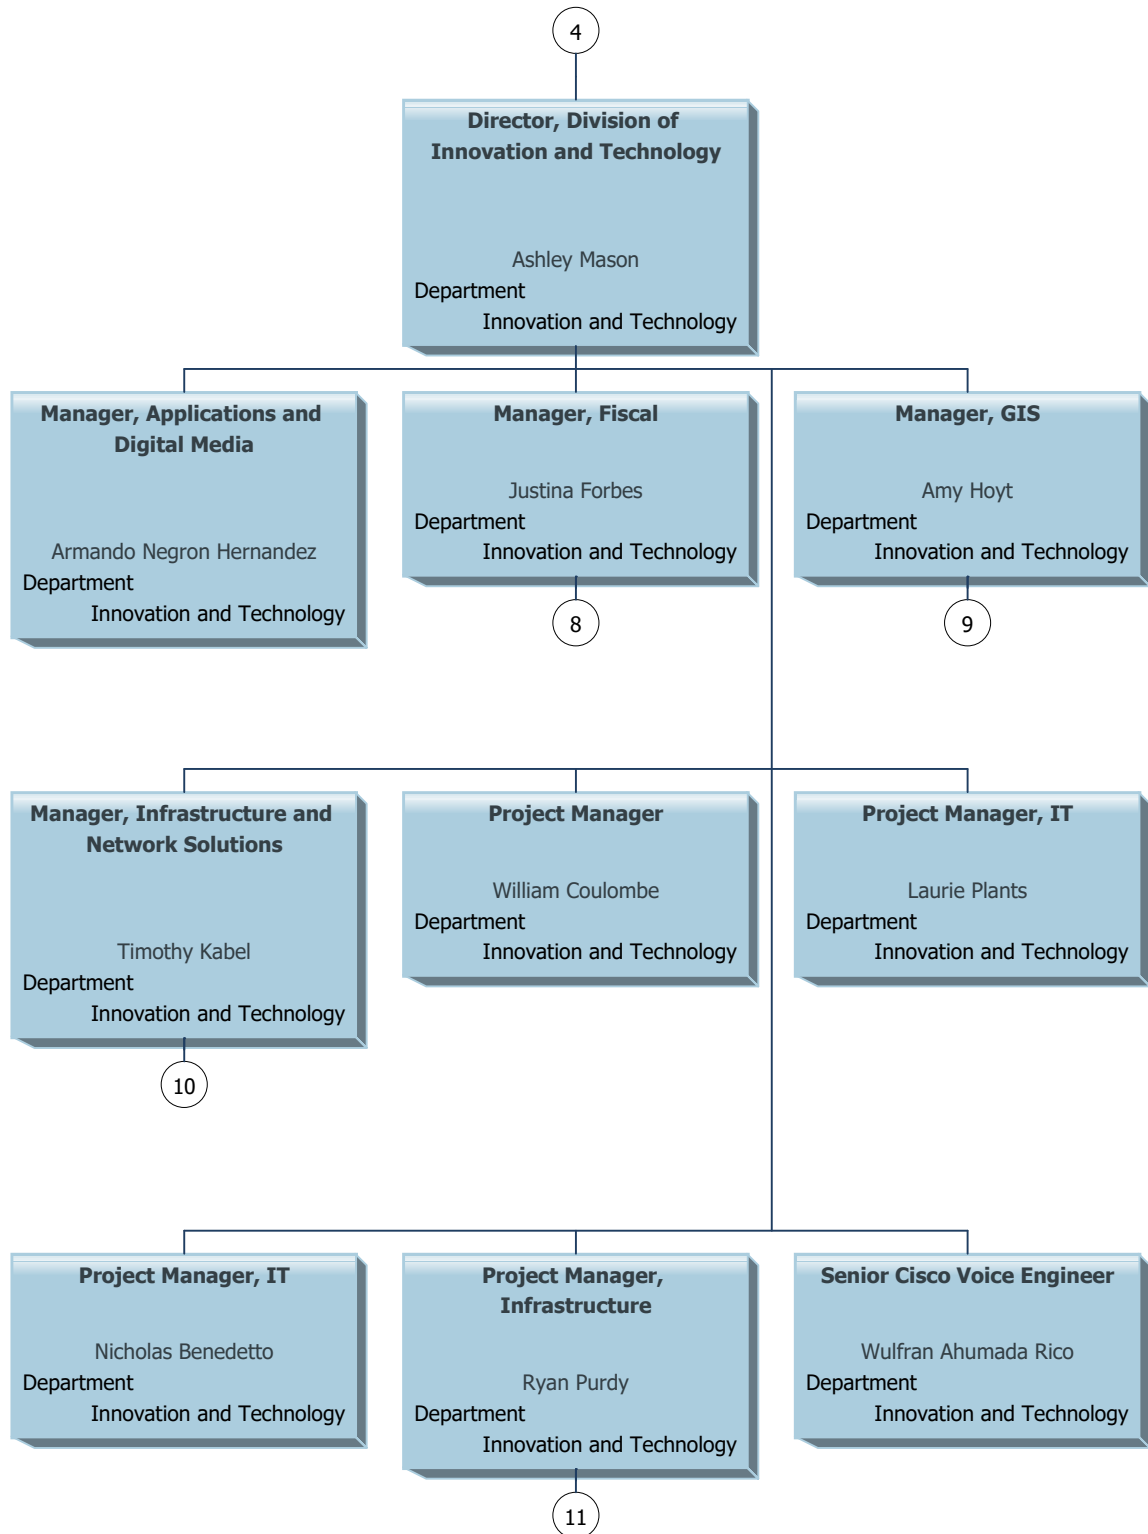 4
Director, Division of
Innovation and Technology
Ashley Mason
Department
Innovation and Technology
Manager, Applications and
Digital Media
Armando Negron Hernandez
Department
Innovation and Technology
Manager, Fiscal
Justina Forbes
Department
Innovation and Technology
8
Manager, GIS
Amy Hoyt
Department
Innovation and Technology
9
Manager, Infrastructure and
Network Solutions
Timothy Kabel
Department
Innovation and Technology
10
Project Manager
William Coulombe
Department
Innovation and Technology
Project Manager, IT
Laurie Plants
Department
Innovation and Technology
Project Manager, IT
Nicholas Benedetto
Department
Innovation and Technology
Project Manager,
Infrastructure
Ryan Purdy
Department
Innovation and Technology
11
Senior Cisco Voice Engineer
Wulfran Ahumada Rico
Department
Innovation and Technology